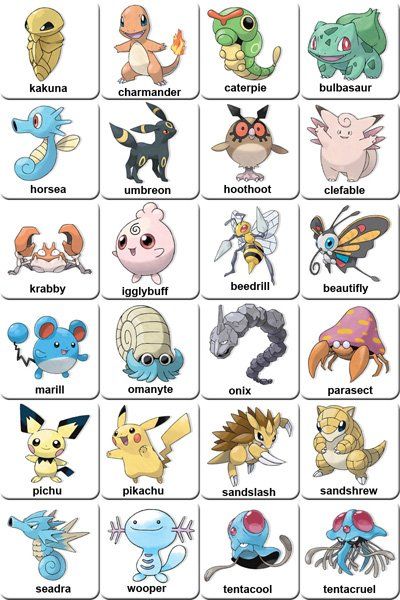 kakuna
charmander
caterpie
bulbasaur
horsea
umbreon
hoothoot
clefable
krabby
igglybuff
beedrill
beautifly
marill
omanyte
onix
parasect
pichu
pikachu
sandslash
sandshrew
seadra
wooper
tentacool
tentacruel